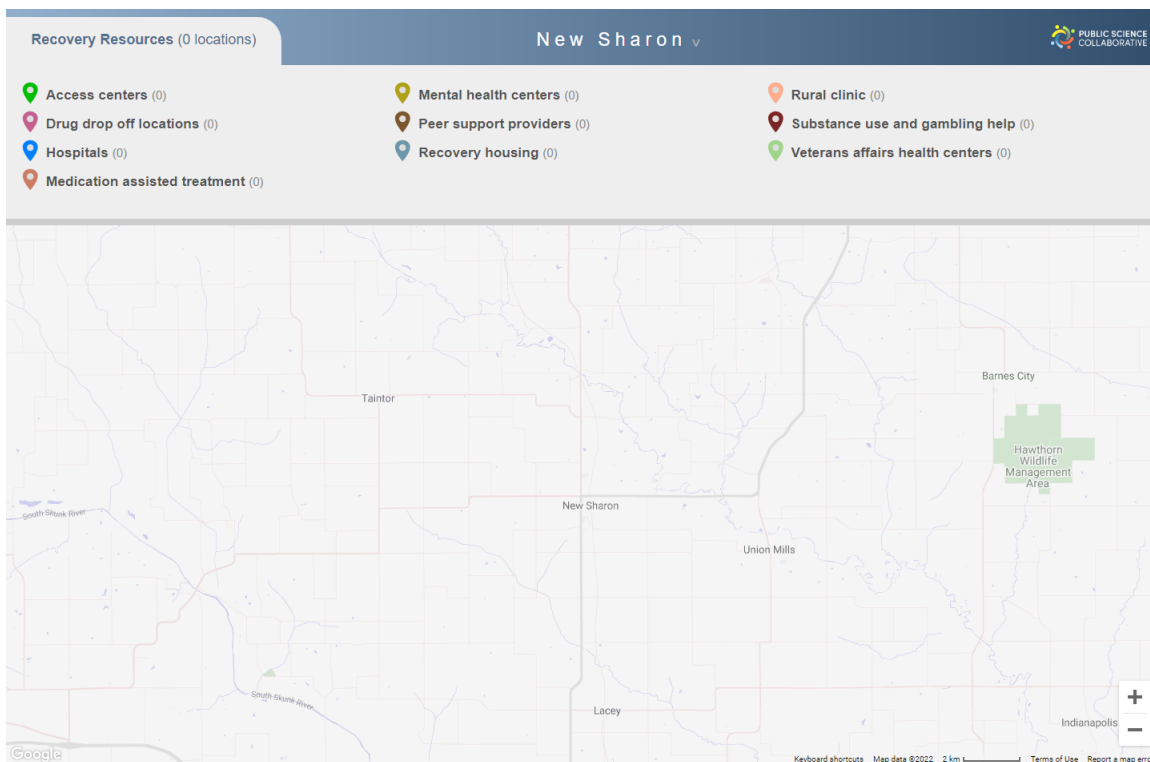 Recovery Resources (0 locations)
New Sharon v
PUBLIC SCIENCE
COLLABORATIVE
Access centers (0)
Mental health centers (0)
Rural clinic (0)
Drug drop off locations (0)
Peer support providers (0)
Substance use and gambling help (0)
Hospitals (0)
Recovery housing (0)
Veterans affairs health centers (0)
Medication assisted treatment (0)
Barnes City
Taintor
Hawthorn
Wildlife
Management
Area
New Sharon
South Skunk River
Union Mills
South Skunk River
Lacey
Indianapolis
+
−
Google
Keyboard shortcuts Map data ©2022 2 km Terms of Use Report a map erro